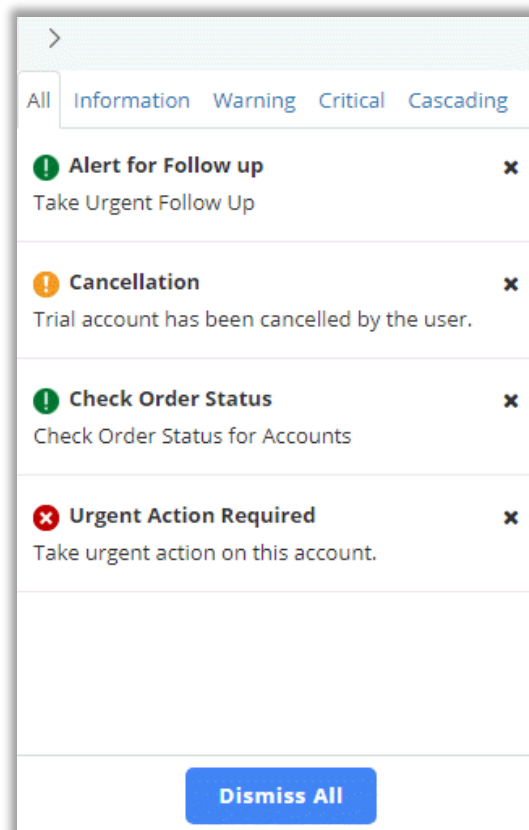 All Information Warning Critical Cascading
Alert for Follow up
Take Urgent Follow Up
Cancellation
Trial account has been cancelled by the user.
Check Order Status
Check Order Status for Accounts
Urgent Action Required
Take urgent action on this account.
Dismiss All